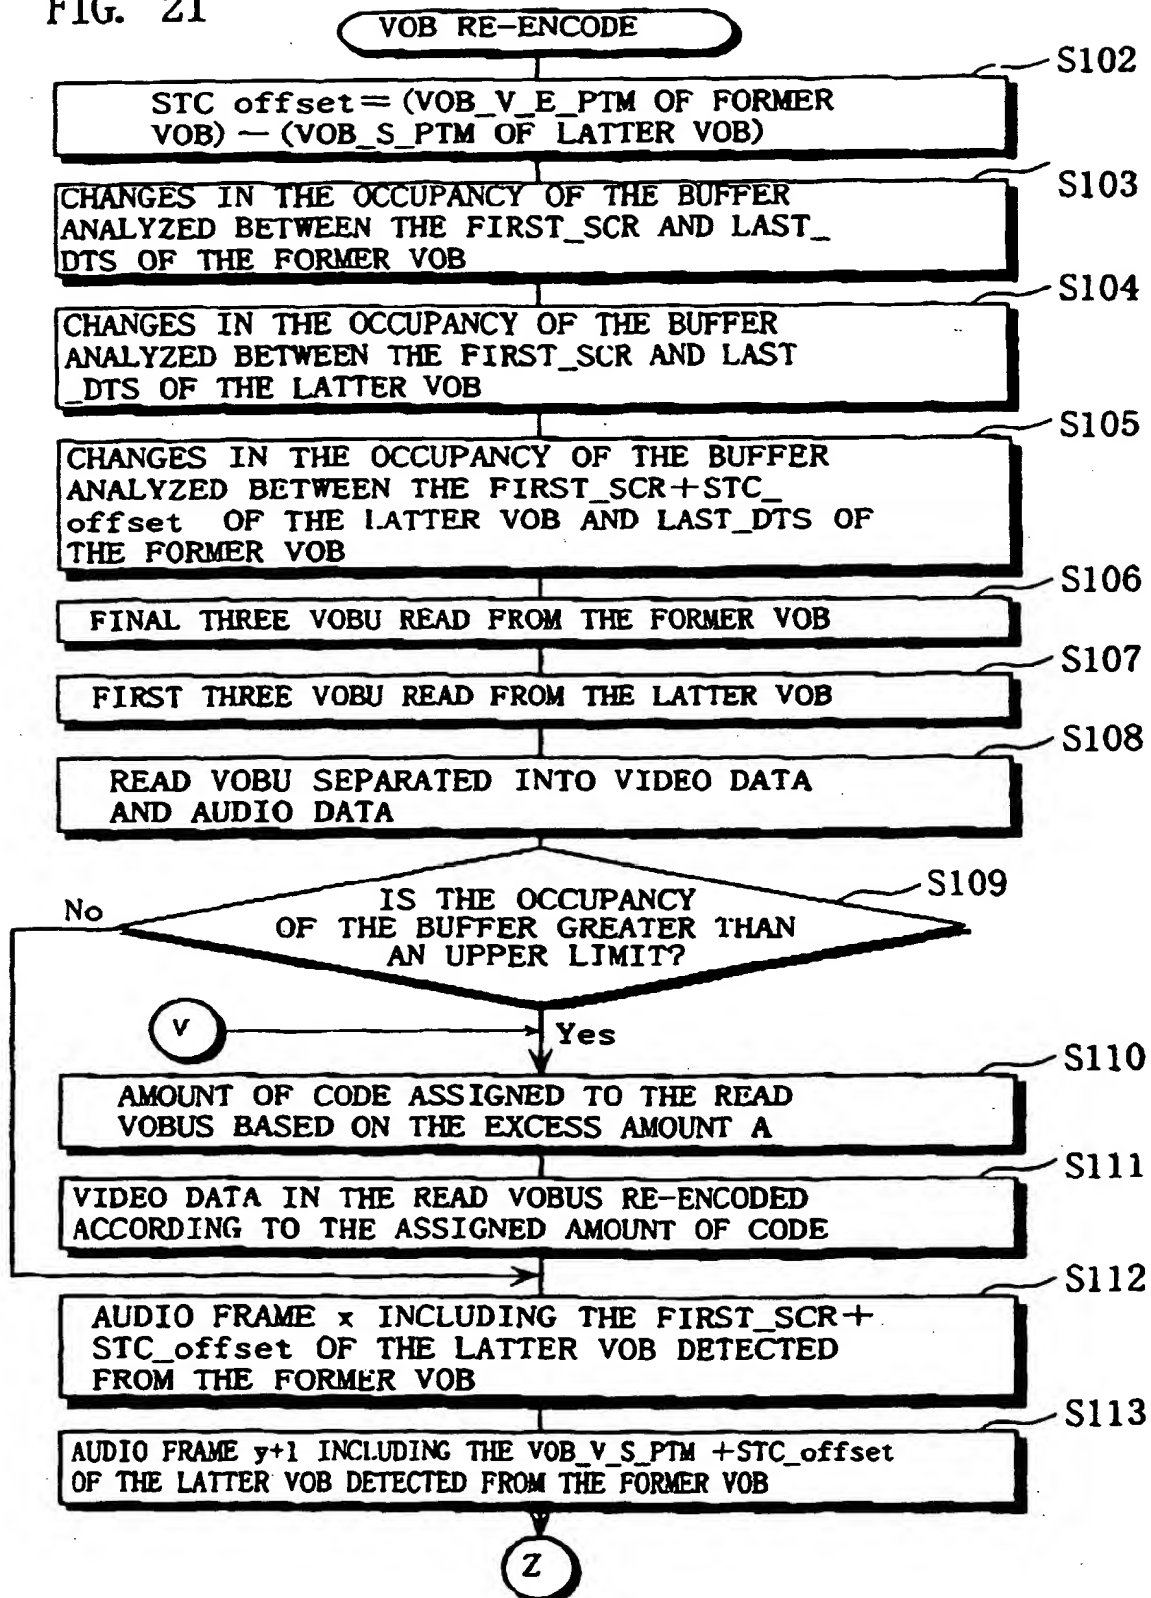 FIG. 21
VOB RE-ENCODE
S102
STC offset=(VOB_V_E_PTM OF FORMER
VOB)-(VOB_S_PTM OF LATTER VOB)
S103
CHANGES IN THE OCCUPANCY OF THE BUFFER
ANALYZED BETWEEN THE FIRST_SCR AND LAST_
DTS OF THE FORMER VOB
S104
CHANGES IN THE OCCUPANCY OF THE BUFFER
ANALYZED BETWEEN THE FIRST_SCR AND LAST
_DTS OF THE LATTER VOB
S105
CHANGES IN THE OCCUPANCY OF THE BUFFER
ANALYZED BETWEEN THE FIRST_SCR+STC_
offset OF THE LATTER VOB AND LAST_DTS OF
THE FORMER VOB
S106
FINAL THREE VOBU READ FROM THE FORMER VOB
S107
FIRST THREE VOBU READ FROM THE LATTER VOB
S108
READ VOBU SEPARATED INTO VIDEO DATA
AND AUDIO DATA
S109
No
IS THE OCCUPANCY
OF THE BUFFER GREATER THAN
AN UPPER LIMIT?
V
Yes
S110
AMOUNT OF CODE ASSIGNED TO THE READ
VOBUS BASED ON THE EXCESS AMOUNT A
S111
VIDEO DATA IN THE READ VOBUS RE-ENCODED
ACCORDING TO THE ASSIGNED AMOUNT OF CODE
S112
AUDIO FRAME x INCLUDING THE FIRST_SCR+
STC_offset OF THE LATTER VOB DETECTED
FROM THE FORMER VOB
S113
AUDIO FRAME y+1 INCLUDING THE VOB_V_S_PTM +STC_offset
OF THE LATTER VOB DETECTED FROM THE FORMER VOB
Z